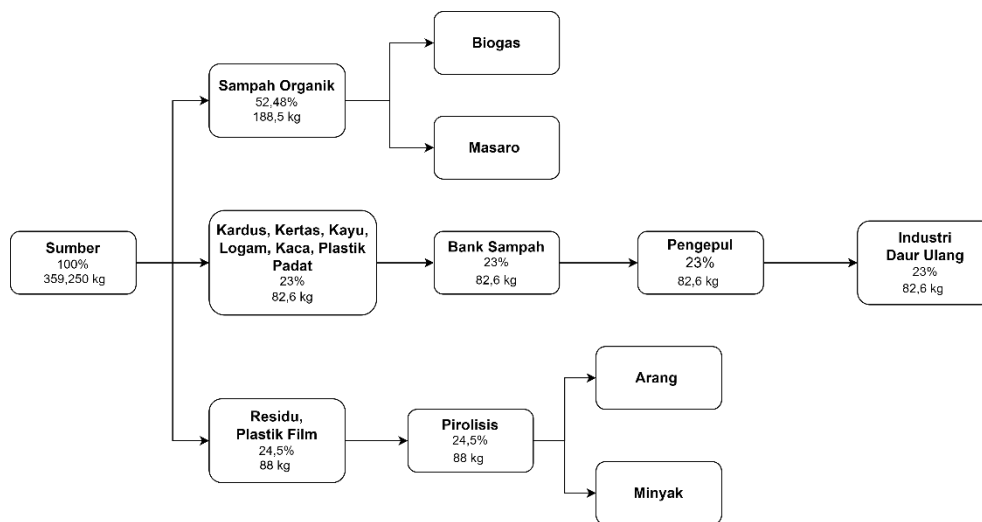 Biogas
Sampah Organik
52,48%
188,5 kg
Masaro
Kardus, Kertas, Kayu,
Logam, Kaca, Plastik
Padat
23%
82,6 kg
Sumber
100%
359,250 kg
Bank Sampah
23%
82,6 kg
Pengepul
23%
82,6 kg
Industri
Daur Ulang
23%
82,6 kg
Arang
Residu,
Plastik Film
24,5%
88 kg
Pirolisis
24,5%
88 kg
Minyak